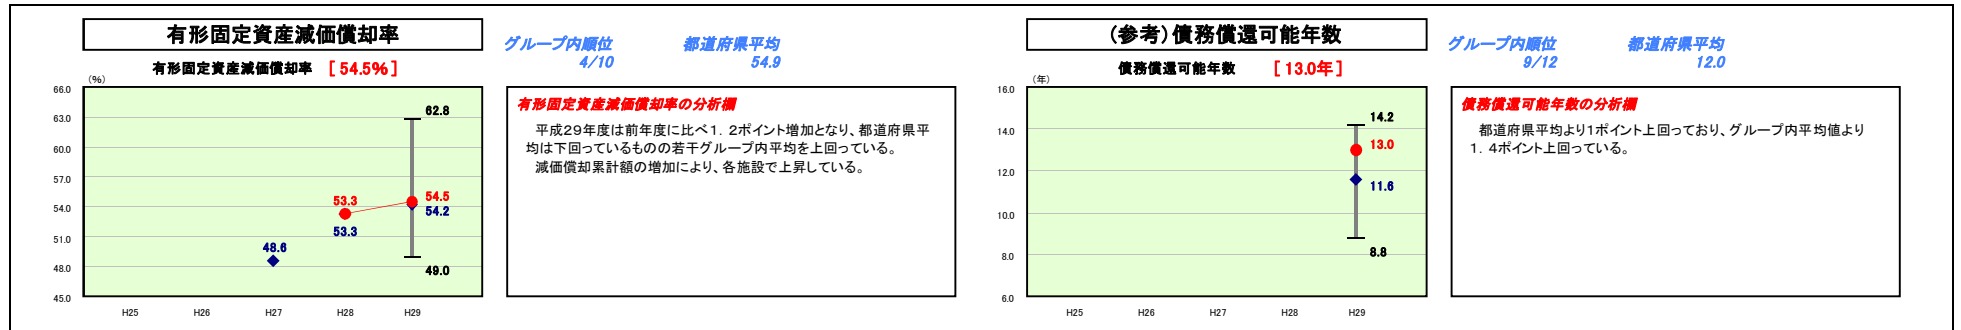 有形固定資産減価償却率
グループ内順位
4/10
都道府県平均
54.9
有形固定資産減価償却率 [ 54.5% ]
(%)
66.0
63.0
60.0
57.0
54.0
51.0
48.0
45.0
62.8
53.3
54.5
54.2
53.3
48.6
49.0
H25 H26 H27 H28 H29
有形固定資産減価償却率の分析欄
平成29年度は前年度に比べ1.2ポイント増加となり、都道府県平
均は下回っているものの若干グループ内平均を上回っている。
減価償却累計額の増加により、各施設で上昇している。
(参考)債務償還可能年数
グループ内順位
9/12
都道府県平均
12.0
債務償還可能年数 [ 13.0年 ]
(年)
16.0
14.0
12.0
10.0
8.0
6.0
14.2
13.0
11.6
8.8
H25 H26 H27 H28 H29
債務償還可能年数の分析欄
都道府県平均より1ポイント上回っており、グループ内平均値より
1.4ポイント上回っている。